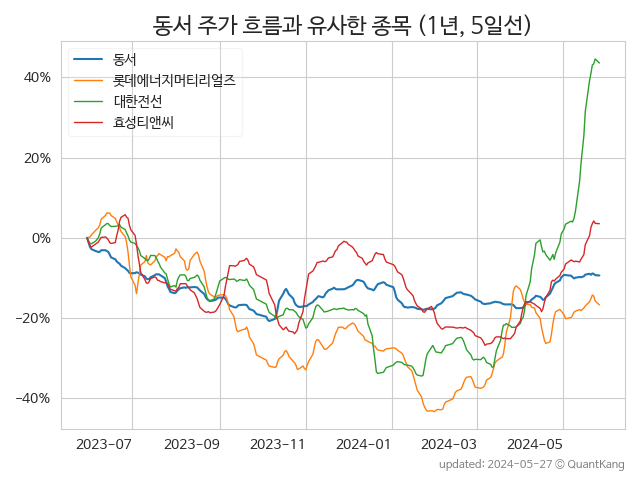 동서 주가 흐름과 유사한 종목 (1년, 5일선)
동서
롯데에너지머티리얼즈
대한전선
효성티앤씨
40%
20%
0%
−20%
−40%
2023-07 2023-09 2023-11 2024-01 2024-03 2024-05
updated: 2024-05-27 © QuantKang